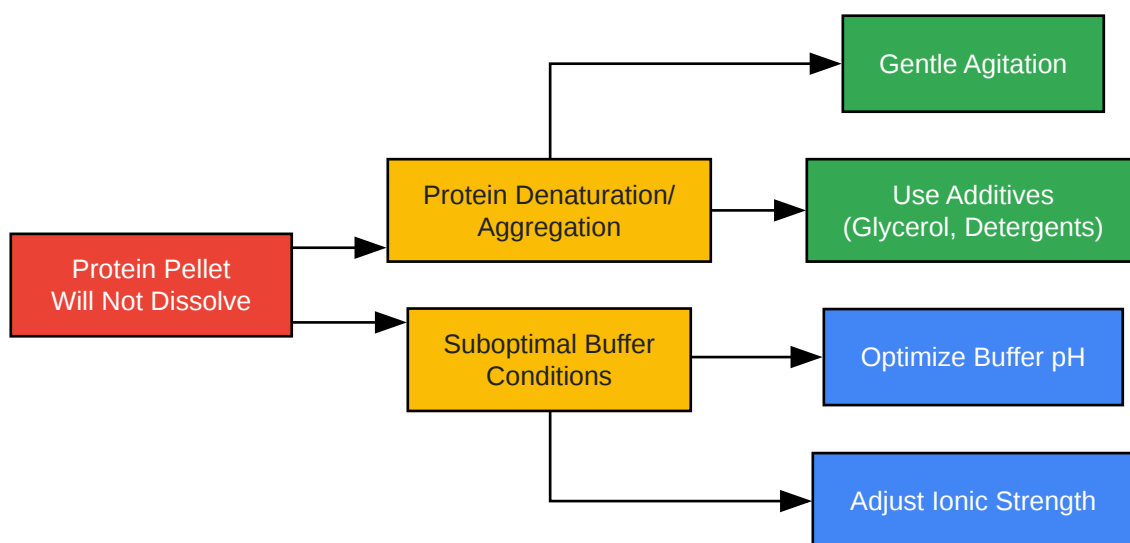 Gentle Agitation
Protein Denaturation/
Aggregation
Use Additives
(Glycerol, Detergents)
Protein Pellet
Will Not Dissolve
Suboptimal Buffer
Conditions
Optimize Buffer pH
Adjust Ionic Strength